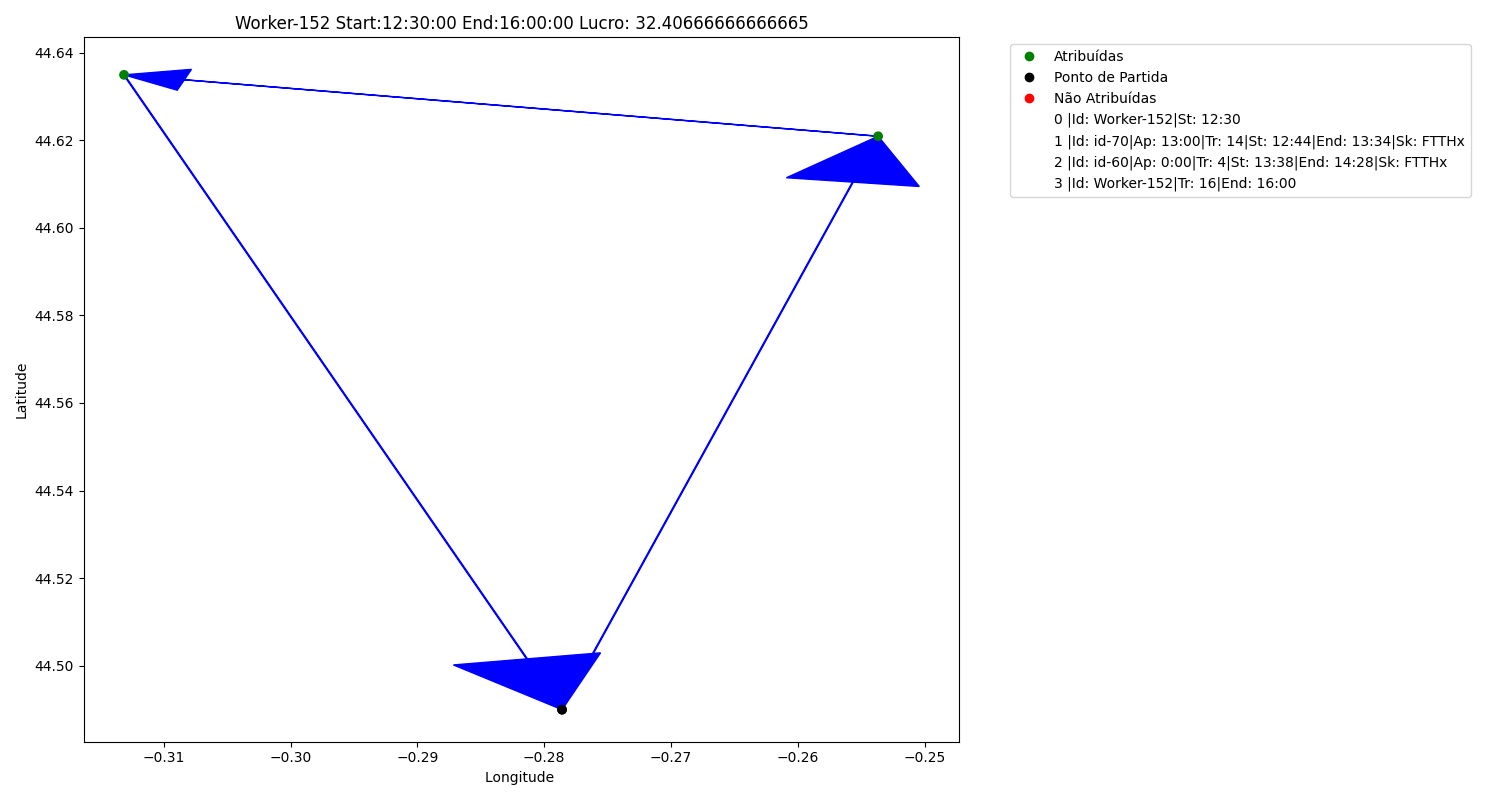 Worker-152 Start:12:30:00 End:16:00:00 Lucro: 32.40666666666665
44.64
44.62
44.60
44.58
44.56
44.54
44.52
44.50
Latitude
−0.31
−0.30
−0.29
−0.28
−0.27
−0.26
−0.25
Longitude
Atribuídas
Ponto de Partida
Não Atribuídas
0 |Id: Worker-152|St: 12:30
1 |Id: id-70|Ap: 13:00|Tr: 14|St: 12:44|End: 13:34|Sk: FTTHx
2 |Id: id-60|Ap: 0:00|Tr: 4|St: 13:38|End: 14:28|Sk: FTTHx
3 |Id: Worker-152|Tr: 16|End: 16:00